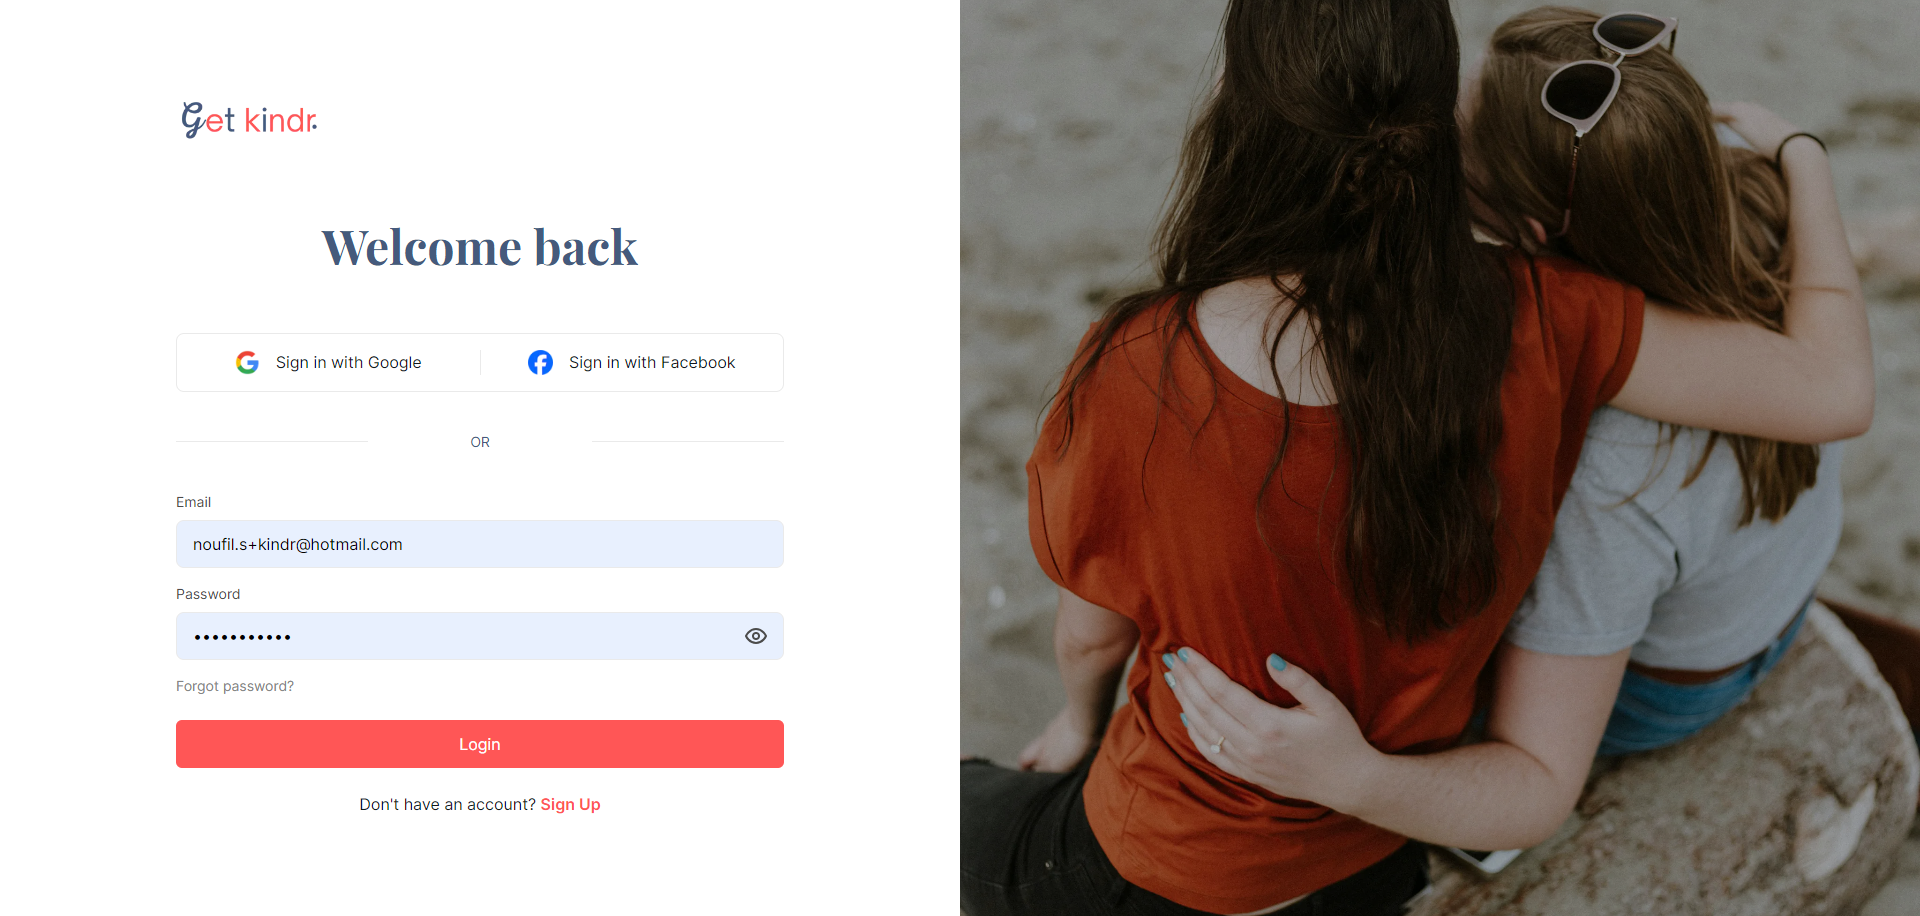 Get kindr.
Welcome back
Sign in with Google
Sign in with Facebook
OR
Email
noufil.s+kindr@hotmail.com
Password
•••••••••••
Forgot password?
Login
Don't have an account? Sign Up